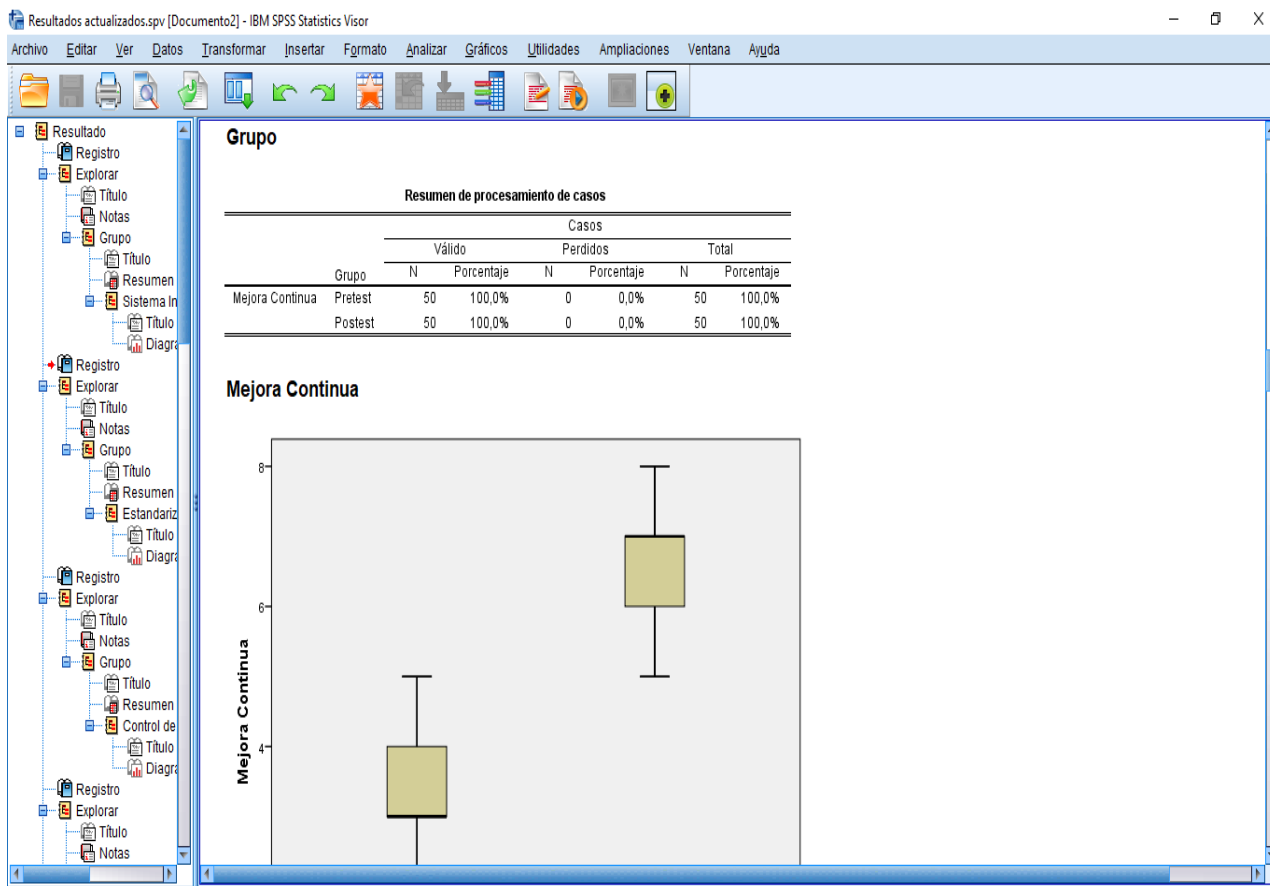 Resultados actualizados.spv [Documento2] - IBM SPSS Statistics Visor
Archivo Editar Ver Datos Transformar Insertar Formato Analizar Gráficos Utilidades Ampliaciones Ventana Ayuda
Resultado
Registro
Explorar
Título
Notas
Grupo
Título
Resumen
Sistema In
Título
Diagra
Registro
Explorar
Título
Notas
Grupo
Título
Resumen
Estandariz
Título
Diagra
Registro
Explorar
Título
Notas
Grupo
Título
Resumen
Control de
Título
Diagra
Registro
Explorar
Título
Notas
Grupo
Resumen de procesamiento de casos
Casos
Válido Perdidos Total
Grupo N Porcentaje N Porcentaje N Porcentaje
Mejora Continua Pretest 50 100,0% 0 0,0% 50 100,0%
Postest 50 100,0% 0 0,0% 50 100,0%
Mejora Continua
8
6
4
Mejora Continua